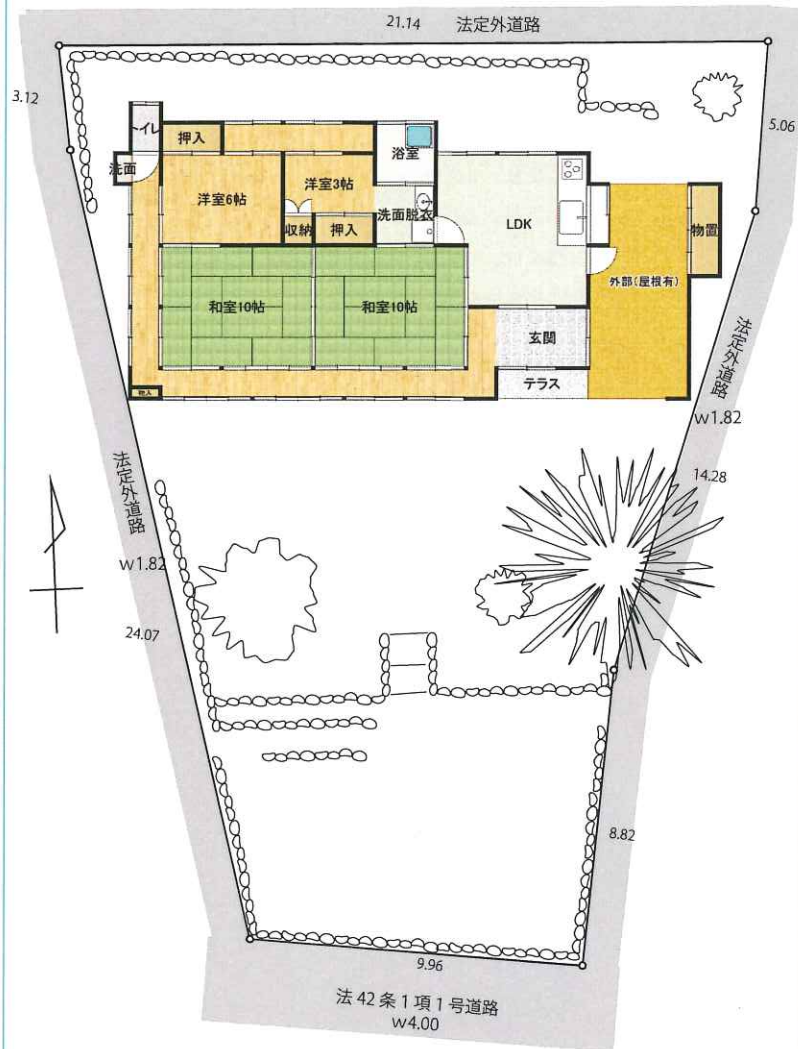 21.14 法定外道路
3.12
5.06
トイレ
押入
浴室
洗面
洋室6帖
洋室3帖
洗面脱衣
収納
押入
LDK
物置
外部(屋根有)
和室10帖
和室10帖
玄関
テラス
物入
法定外道路
w1.82
14.28
法定外道路
w1.82
24.07
8.82
9.96
法42条1項1号道路
w4.00